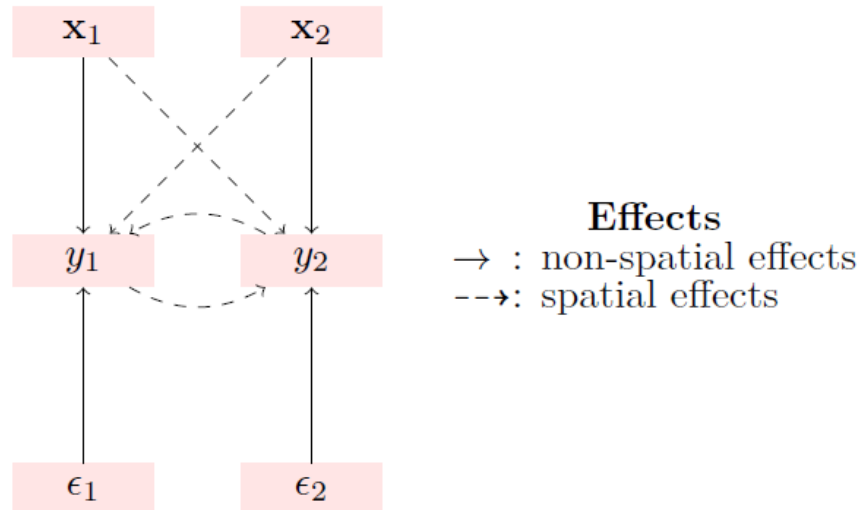 x₁ x₂
y₁ y₂
Effects
→ : non-spatial effects
--→: spatial effects
ϵ₁ ϵ₂